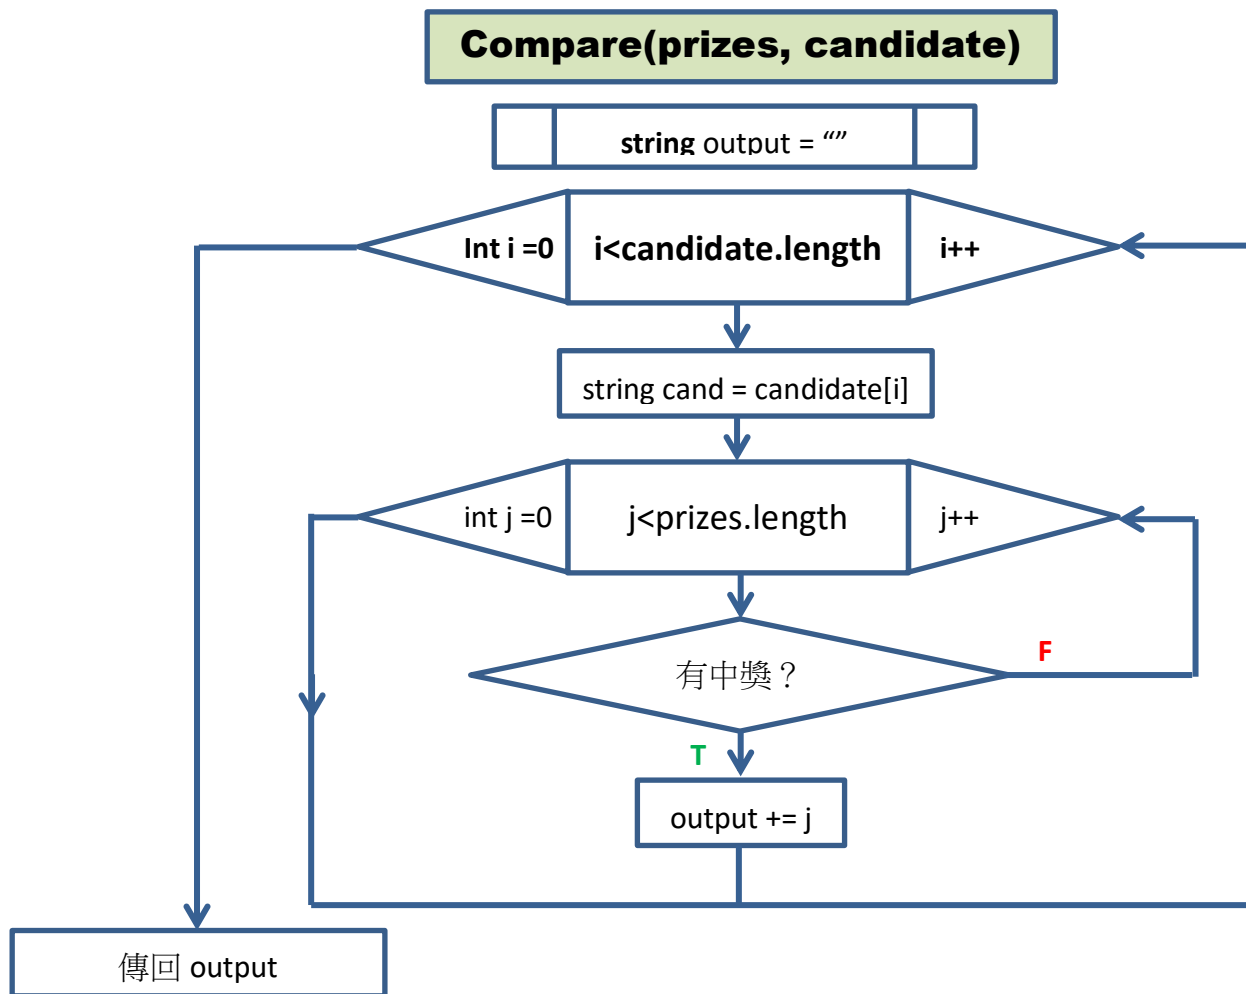 Compare(prizes, candidate)
string output = “”
Int i =0
i<candidate.length
i++
string cand = candidate[i]
int j =0
j<prizes.length
j++
有中獎？
F
T
output += j
傳回 output